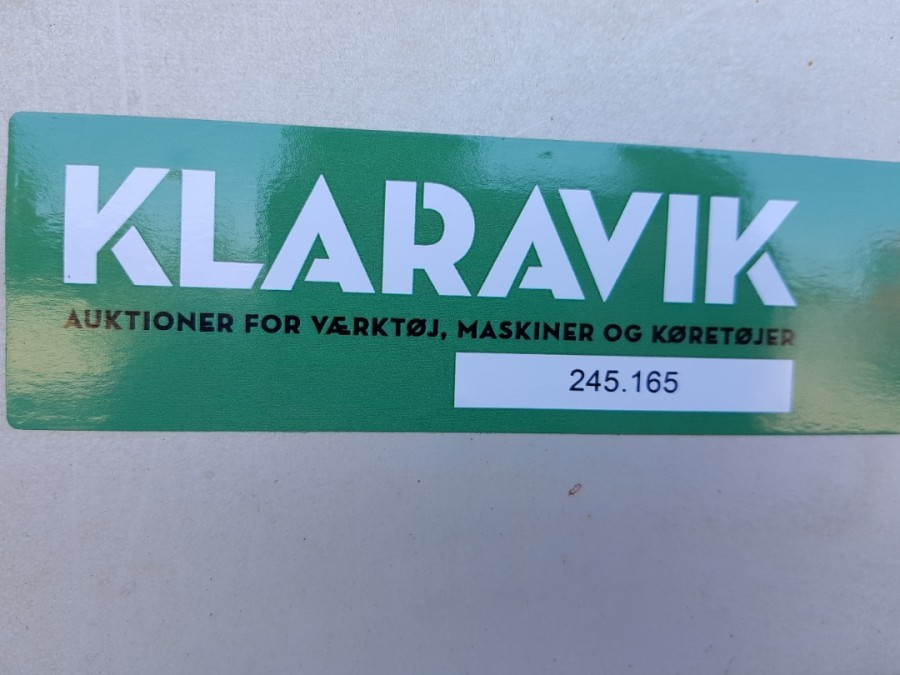 KLARAVIK
AUKTIONER FOR VÆRKTØJ, MASKINER OG KØRETØJER
245.165